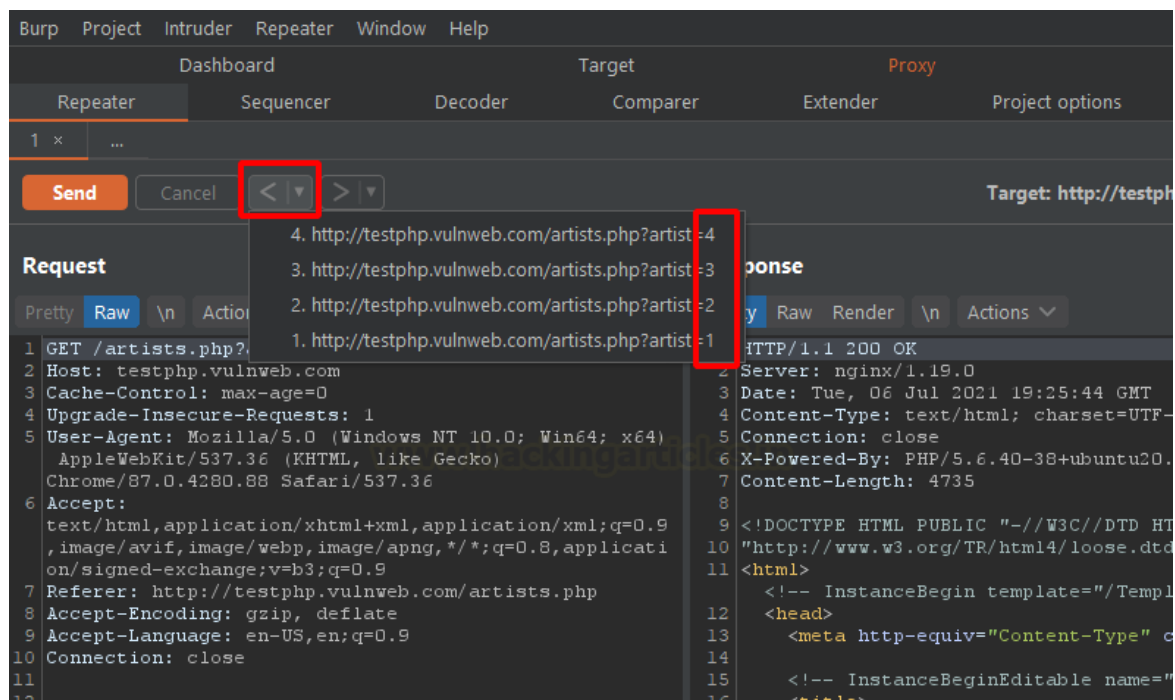 Burp Project Intruder Repeater Window Help
Dashboard Target Proxy
Repeater Sequencer Decoder Comparer Extender Project options
1 × ...
Send Cancel < | ▼ > | ▼ Target: http://testph
4. http://testphp.vulnweb.com/artists.php?artist=4
3. http://testphp.vulnweb.com/artists.php?artist=3
2. http://testphp.vulnweb.com/artists.php?artist=2
1. http://testphp.vulnweb.com/artists.php?artist=1
Request
Pretty Raw \n Action
1 GET /artists.php?
2 Host: testphp.vulnweb.com
3 Cache-Control: max-age=0
4 Upgrade-Insecure-Requests: 1
5 User-Agent: Mozilla/5.0 (Windows NT 10.0; Win64; x64)
AppleWebKit/537.36 (KHTML, like Gecko)
Chrome/87.0.4280.88 Safari/537.36
6 Accept:
text/html,application/xhtml+xml,application/xml;q=0.9
,image/avif,image/webp,image/apng,*/*;q=0.8,applicati
on/signed-exchange;v=b3;q=0.9
7 Referer: http://testphp.vulnweb.com/artists.php
8 Accept-Encoding: gzip, deflate
9 Accept-Language: en-US,en;q=0.9
10 Connection: close
11
ponse
y Raw Render \n Actions
HTTP/1.1 200 OK
2 Server: nginx/1.19.0
3 Date: Tue, 06 Jul 2021 19:25:44 GMT
4 Content-Type: text/html; charset=UTF-
5 Connection: close
6 X-Powered-By: PHP/5.6.40-38+ubuntu20.
7 Content-Length: 4735
8
9 <!DOCTYPE HTML PUBLIC "-//W3C//DTD HT
10 "http://www.w3.org/TR/html4/loose.dtd
11 <html>
<!-- InstanceBegin template="/Templ
12 <head>
13 <meta http-equiv="Content-Type" c
14
15 <!-- InstanceBeginEditable name="